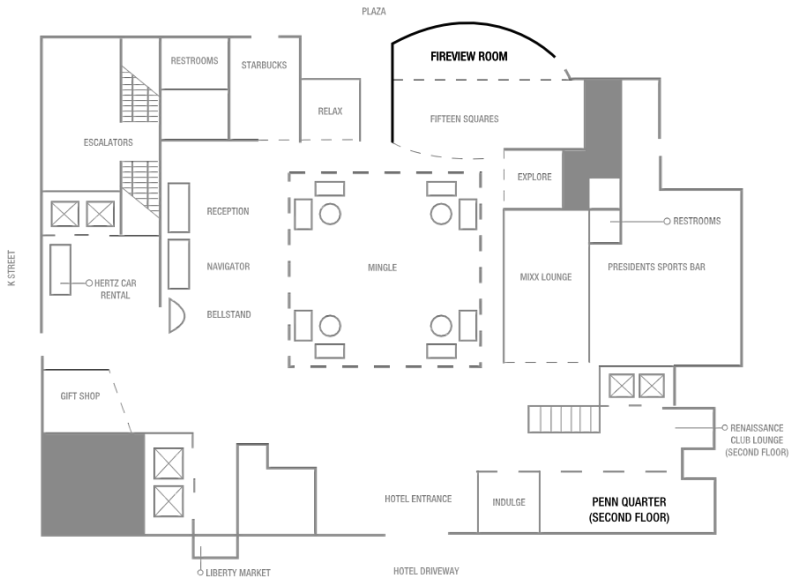 PLAZA
FIREVIEW ROOM
RESTROOMS
STARBUCKS
RELAX
FIFTEEN SQUARES
ESCALATORS
EXPLORE
RECEPTION
RESTROOMS
K STREET
NAVIGATOR
MINGLE
MIXX LOUNGE
PRESIDENTS SPORTS BAR
HERTZ CAR
RENTAL
BELLSTAND
GIFT SHOP
RENAISSANCE
CLUB LOUNGE
(SECOND FLOOR)
HOTEL ENTRANCE
INDULGE
PENN QUARTER
(SECOND FLOOR)
LIBERTY MARKET
HOTEL DRIVEWAY